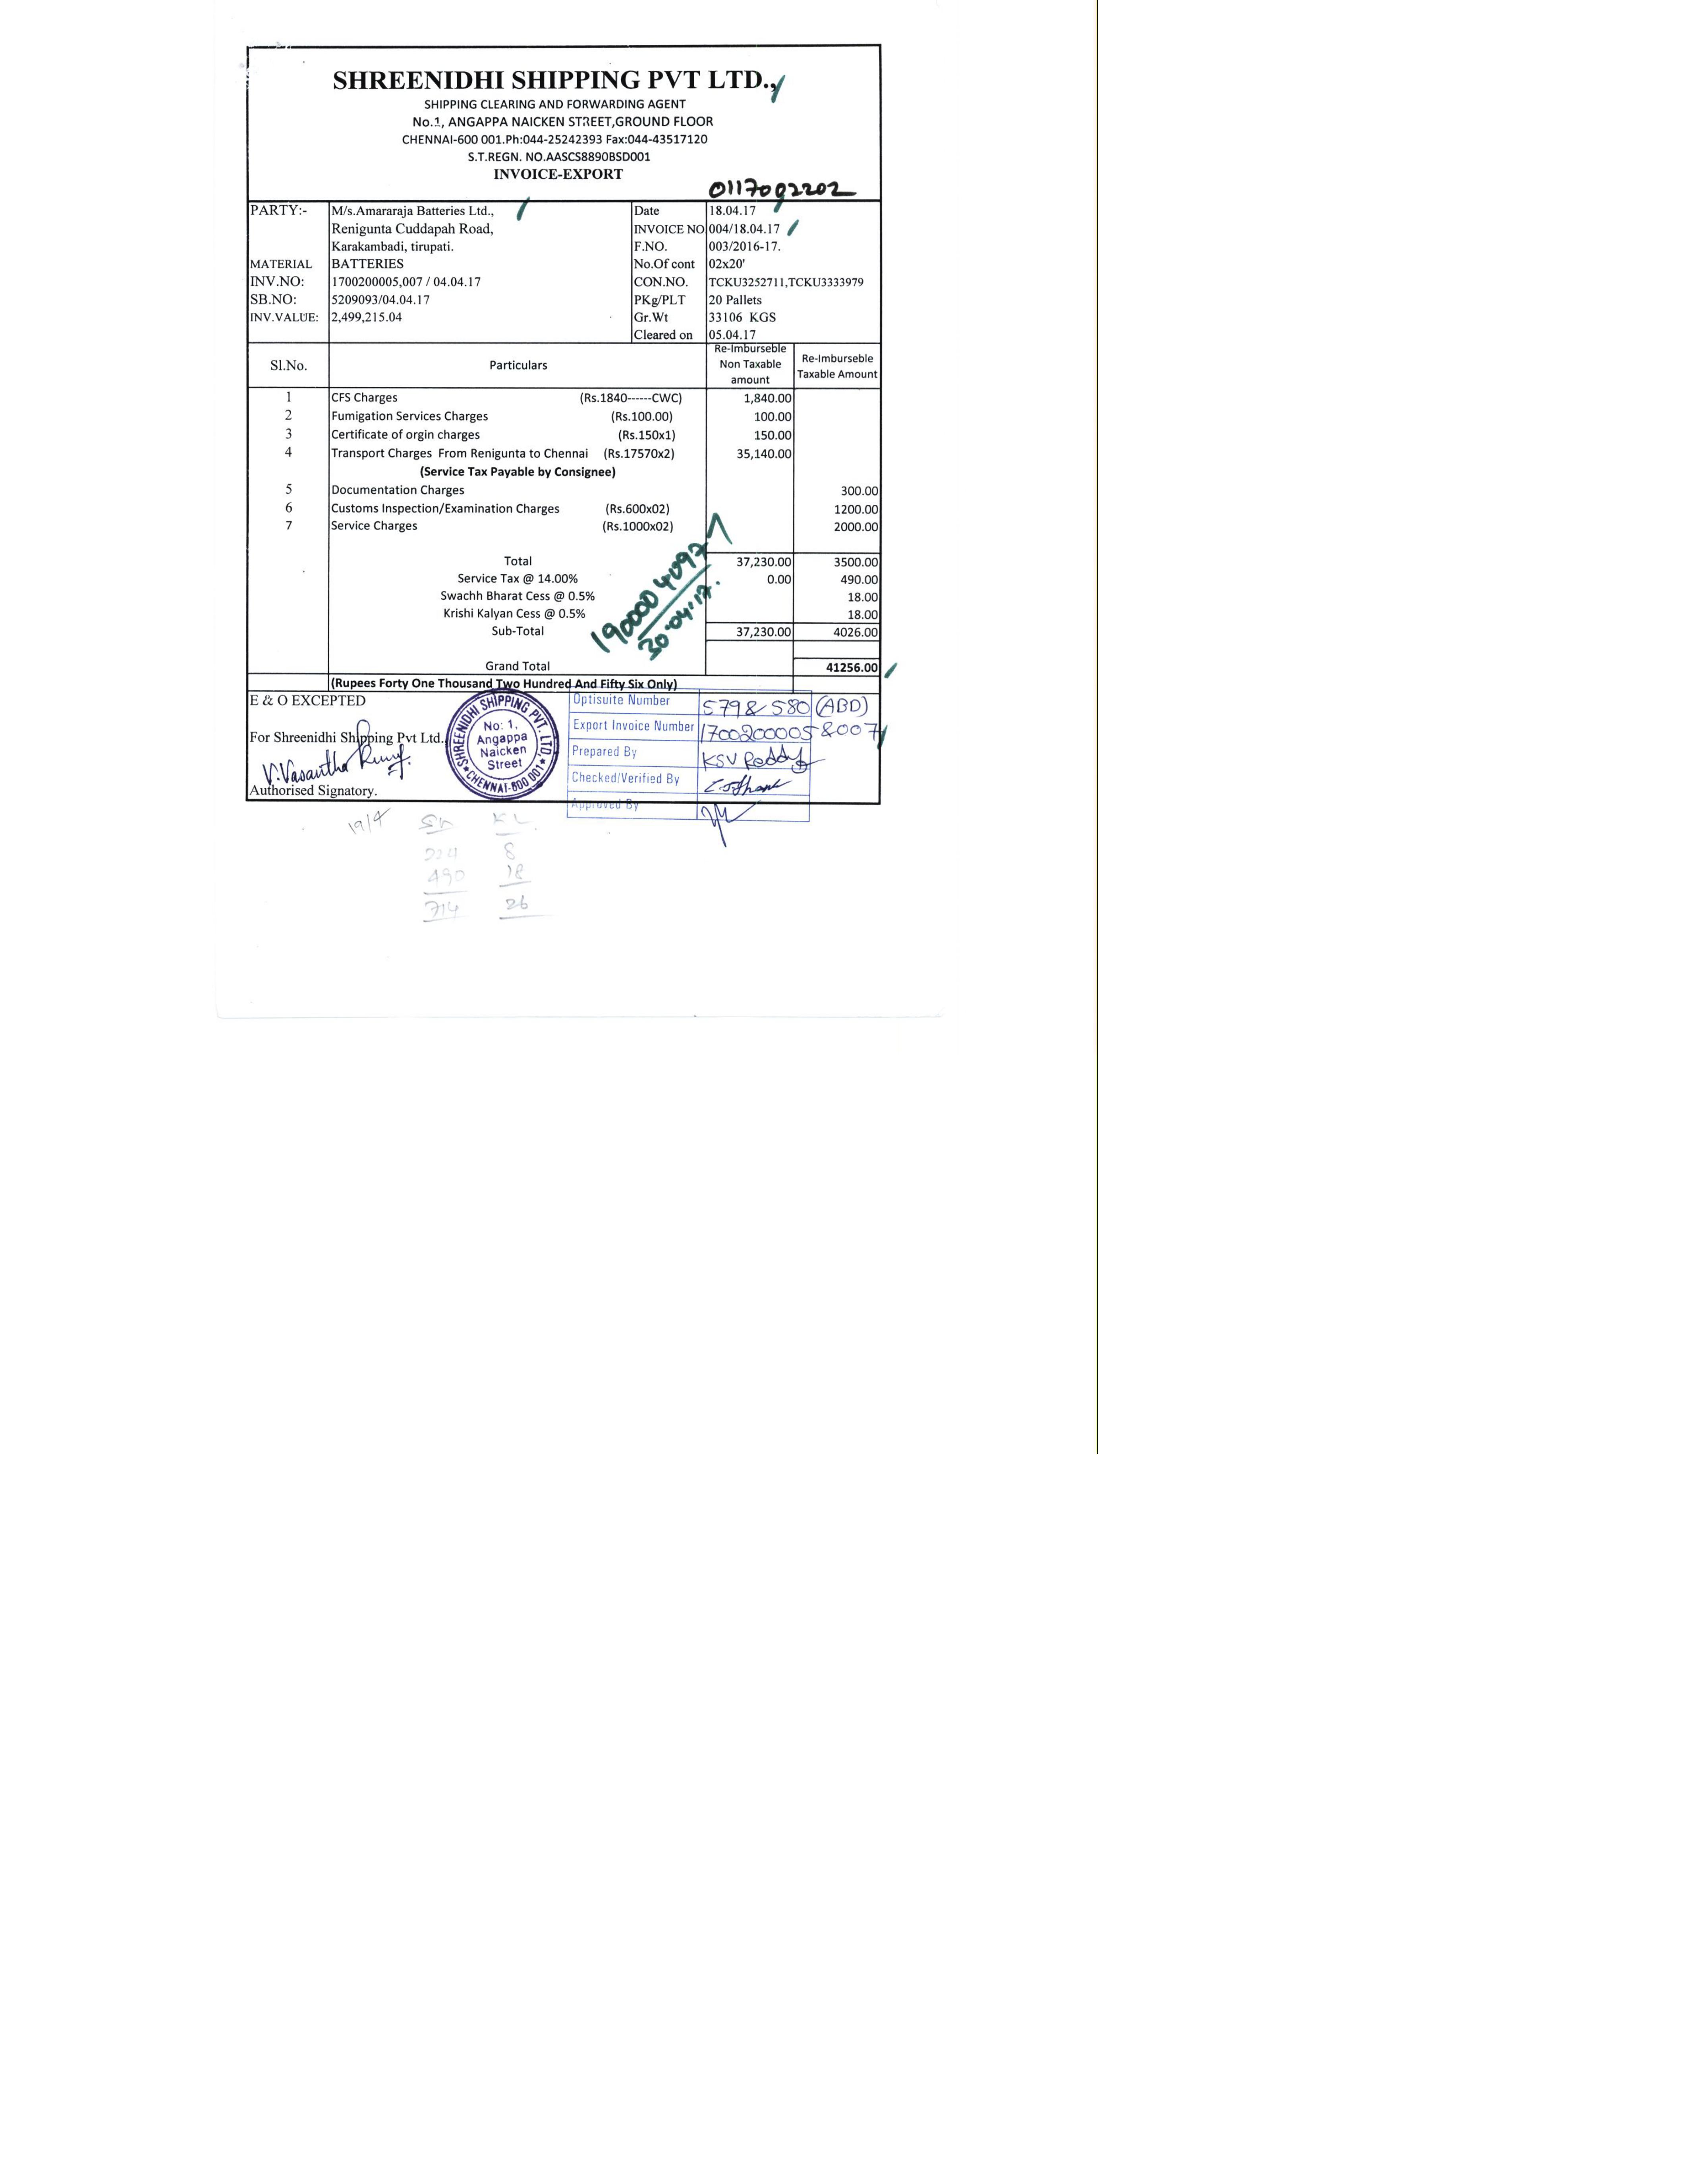 SHREENIDHI SHIPPING PVT LTD.,
SHIPPING CLEARING AND FORWARDING AGENT
No.1, ANGAPPA NAICKEN STREET,GROUND FLOOR
CHENNAI-600 001.Ph:044-25242393 Fax:044-43517120
S.T.REGN. NO.AASCS8890BSD001
INVOICE-EXPORT
0117092202
PARTY:- M/s.Amararaja Batteries Ltd., Date 18.04.17
Renigunta Cuddapah Road, INVOICE NO 004/18.04.17
Karakambadi, tirupati. F.NO. 003/2016-17.
MATERIAL BATTERIES No.Of cont 02x20'
INV.NO: 1700200005,007 / 04.04.17 CON.NO. TCKU3252711,TCKU3333979
SB.NO: 5209093/04.04.17 PKg/PLT 20 Pallets
INV.VALUE: 2,499,215.04 Gr.Wt 33106 KGS
Cleared on 05.04.17
Sl.No. Particulars Re-Imburseble Non Taxable amount Re-Imburseble Taxable Amount
1 CFS Charges (Rs.1840------CWC) 1,840.00
2 Fumigation Services Charges (Rs.100.00) 100.00
3 Certificate of orgin charges (Rs.150x1) 150.00
4 Transport Charges From Renigunta to Chennai (Rs.17570x2) 35,140.00
(Service Tax Payable by Consignee)
5 Documentation Charges 300.00
6 Customs Inspection/Examination Charges (Rs.600x02) 1200.00
7 Service Charges (Rs.1000x02) 2000.00
Total 37,230.00 3500.00
Service Tax @ 14.00% 0.00 490.00
Swachh Bharat Cess @ 0.5% 18.00
Krishi Kalyan Cess @ 0.5% 18.00
Sub-Total 37,230.00 4026.00
1900004097
30.04.17.
Grand Total 41256.00
(Rupees Forty One Thousand Two Hundred And Fifty Six Only)
E & O EXCEPTED
For Shreenidhi Shipping Pvt Ltd.
V.Vasantha
Authorised Signatory.
SHREENIDHI SHIPPING PVT. LTD.
No: 1,
Angappa
Naicken
Street
CHENNAI-600 001
Optisuite Number 579 & 580 (ABD)
Export Invoice Number 1700200005 & 007
Prepared By KSV Reddy
Checked/Verified By
Approved By
19/4
224 8
490 18
714 26